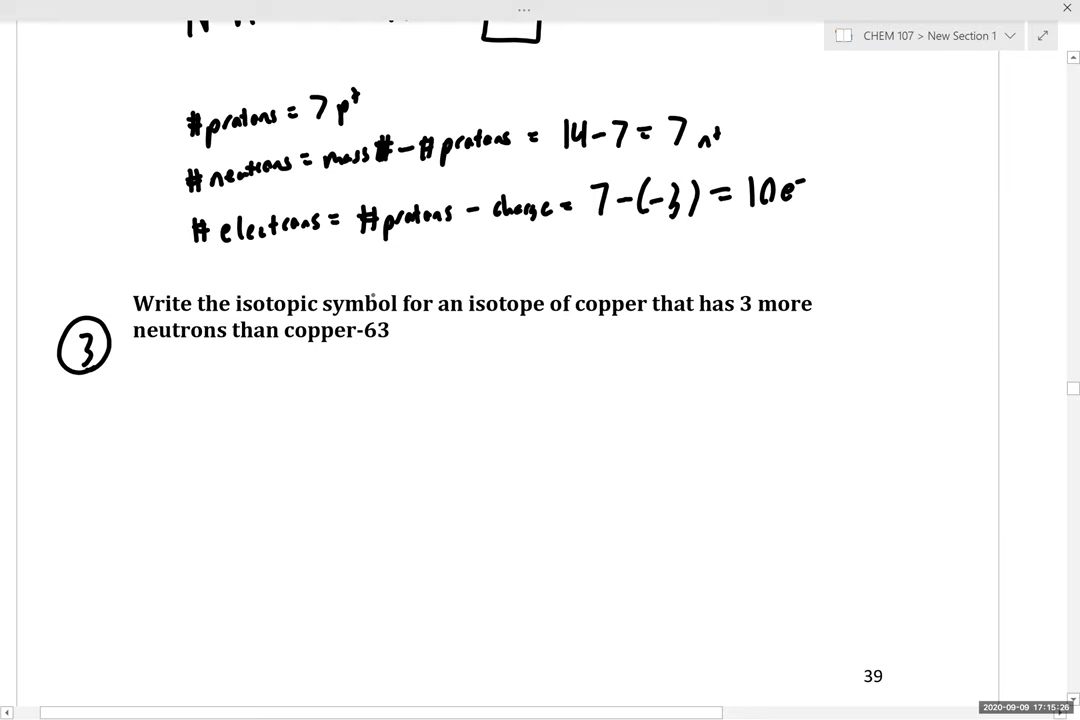 ...
CHEM 107 > New Section 1
#protons = 7 p⁺
#neutrons = mass # - # protons = 14 - 7 = 7 n⁺
# electrons = #protons - charge = 7 - (-3) = 10 e⁻
Write the isotopic symbol for an isotope of copper that has 3 more
neutrons than copper-63
3
39
2020-09-09 17:15:26